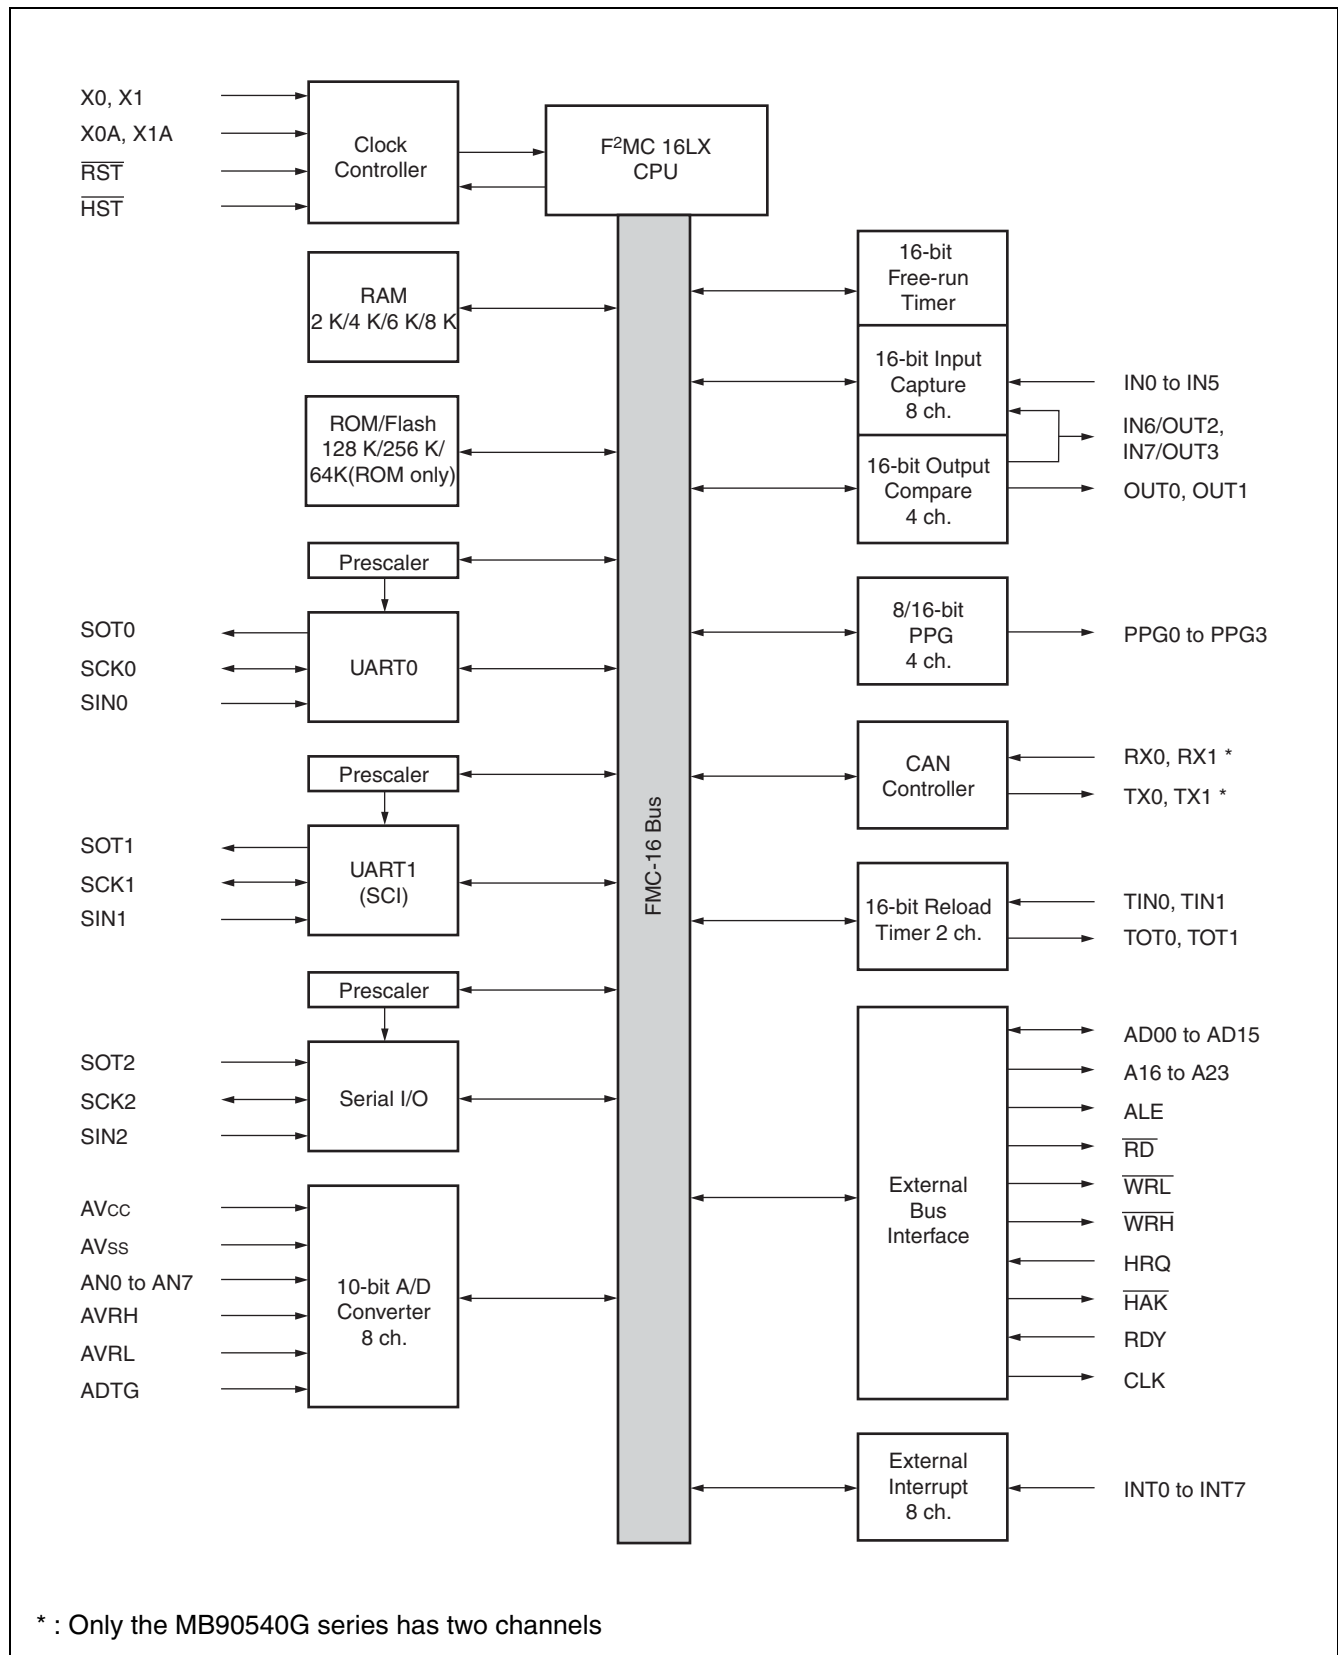 X0, X1
X0A, X1A
RST
HST
Clock
Controller
F²MC 16LX
CPU
RAM
2 K/4 K/6 K/8 K
ROM/Flash
128 K/256 K/
64K(ROM only)
Prescaler
SOT0
SCK0
SIN0
UART0
Prescaler
SOT1
SCK1
SIN1
UART1
(SCI)
Prescaler
SOT2
SCK2
SIN2
Serial I/O
AVCC
AVSS
AN0 to AN7
AVRH
AVRL
ADTG
10-bit A/D
Converter
8 ch.
FMC-16 Bus
16-bit
Free-run
Timer
16-bit Input
Capture
8 ch.
IN0 to IN5
IN6/OUT2,
IN7/OUT3
16-bit Output
Compare
4 ch.
OUT0, OUT1
8/16-bit
PPG
4 ch.
PPG0 to PPG3
CAN
Controller
RX0, RX1 *
TX0, TX1 *
16-bit Reload
Timer 2 ch.
TIN0, TIN1
TOT0, TOT1
External
Bus
Interface
AD00 to AD15
A16 to A23
ALE
RD
WRL
WRH
HRQ
HAK
RDY
CLK
External
Interrupt
8 ch.
INT0 to INT7
* : Only the MB90540G series has two channels